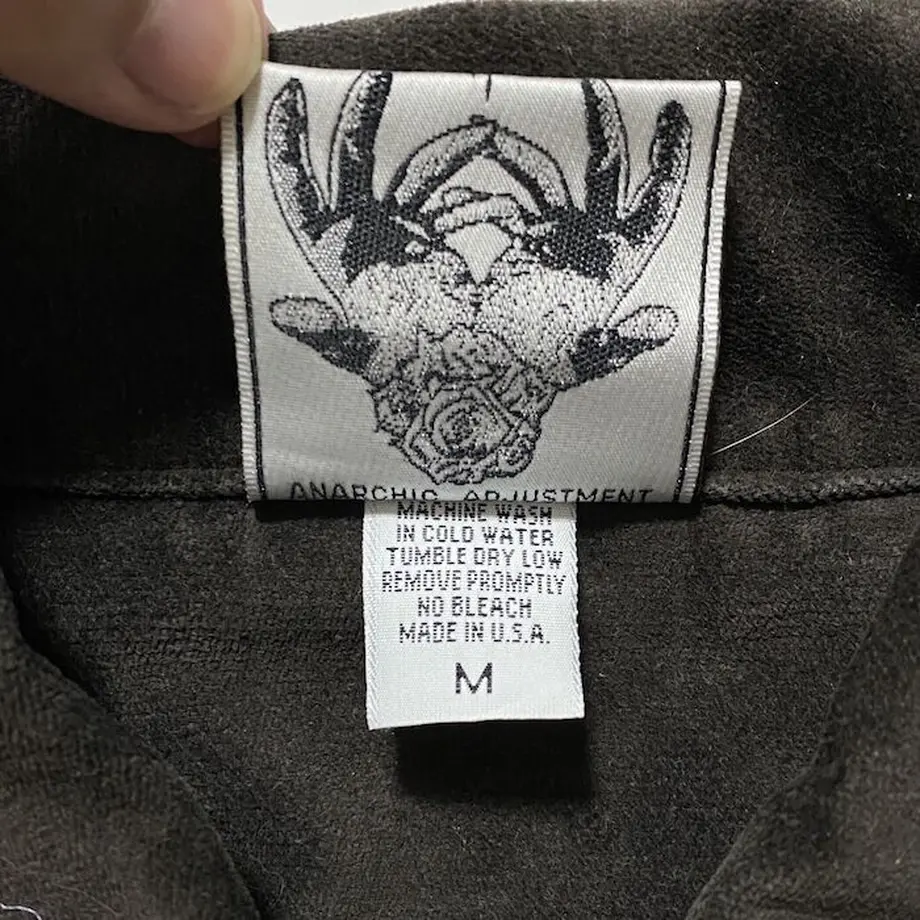 ANARCHIC ADJUSTMENT
MACHINE WASH
IN COLD WATER
TUMBLE DRY LOW
REMOVE PROMPTLY
NO BLEACH
MADE IN U.S.A.
M